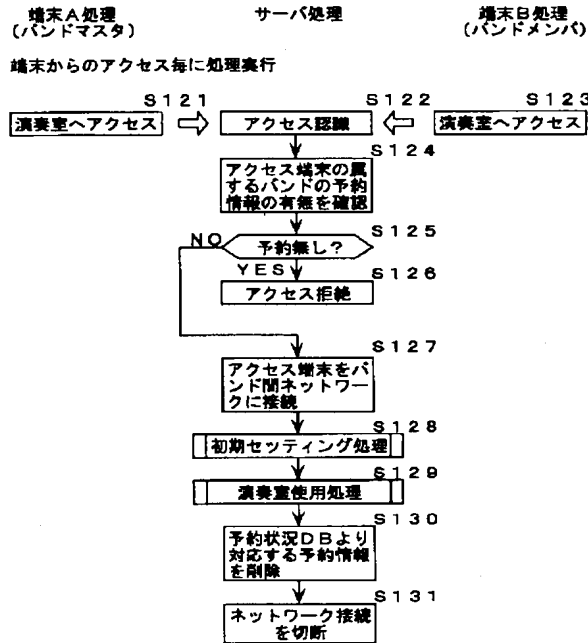 端末A処理
(バンドマスタ)
サーバ処理
端末B処理
(バンドメンバ)
端末からのアクセス毎に処理実行
S121
S122
S123
演奏室へアクセス
アクセス認識
演奏室へアクセス
S124
アクセス端末の属
するバンドの予約
情報の有無を確認
S125
NO
予約無し?
YES
S126
アクセス拒絶
S127
アクセス端末をバ
ンド間ネットワー
クに接続
S128
初期セッティング処理
S129
演奏室使用処理
S130
予約状況DBより
対応する予約情報
を削除
S131
ネットワーク接続
を切断